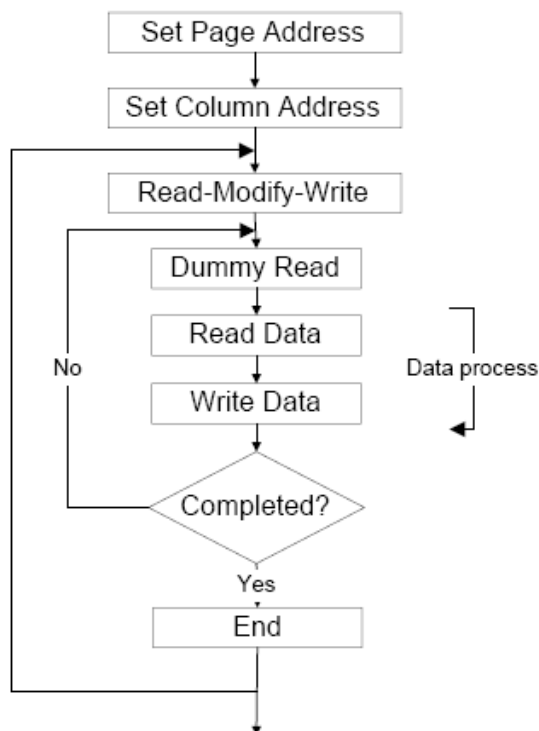 Set Page Address
Set Column Address
Read-Modify-Write
Dummy Read
Read Data
No
Data process
Write Data
Completed?
Yes
End